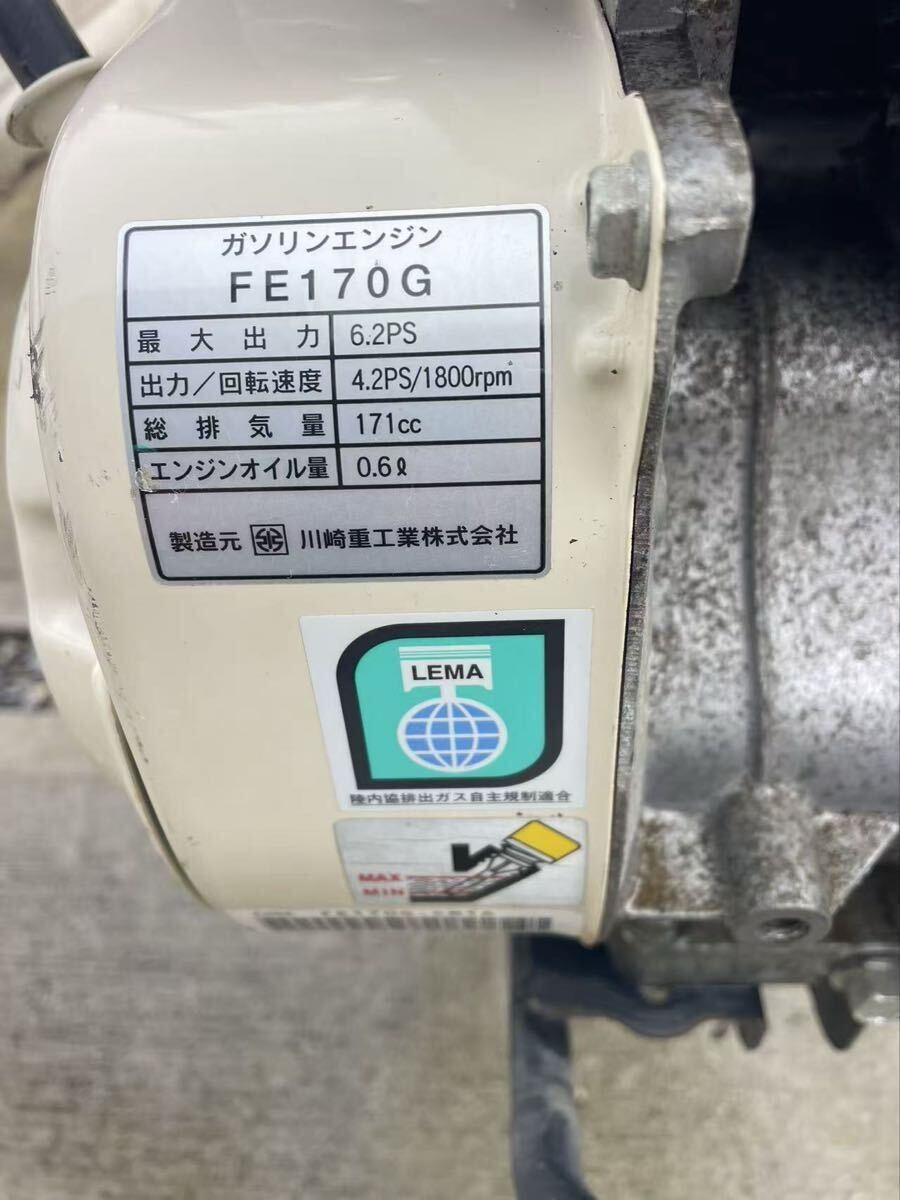 ガソリンエンジン
FE170G
最大出力 6.2PS
出力／回転速度 4.2PS/1800rpm
総排気量 171cc
エンジンオイル量 0.6ℓ
製造元 川崎重工業株式会社
LEMA
陸内協排出ガス自主規制適合
MAX
MIN